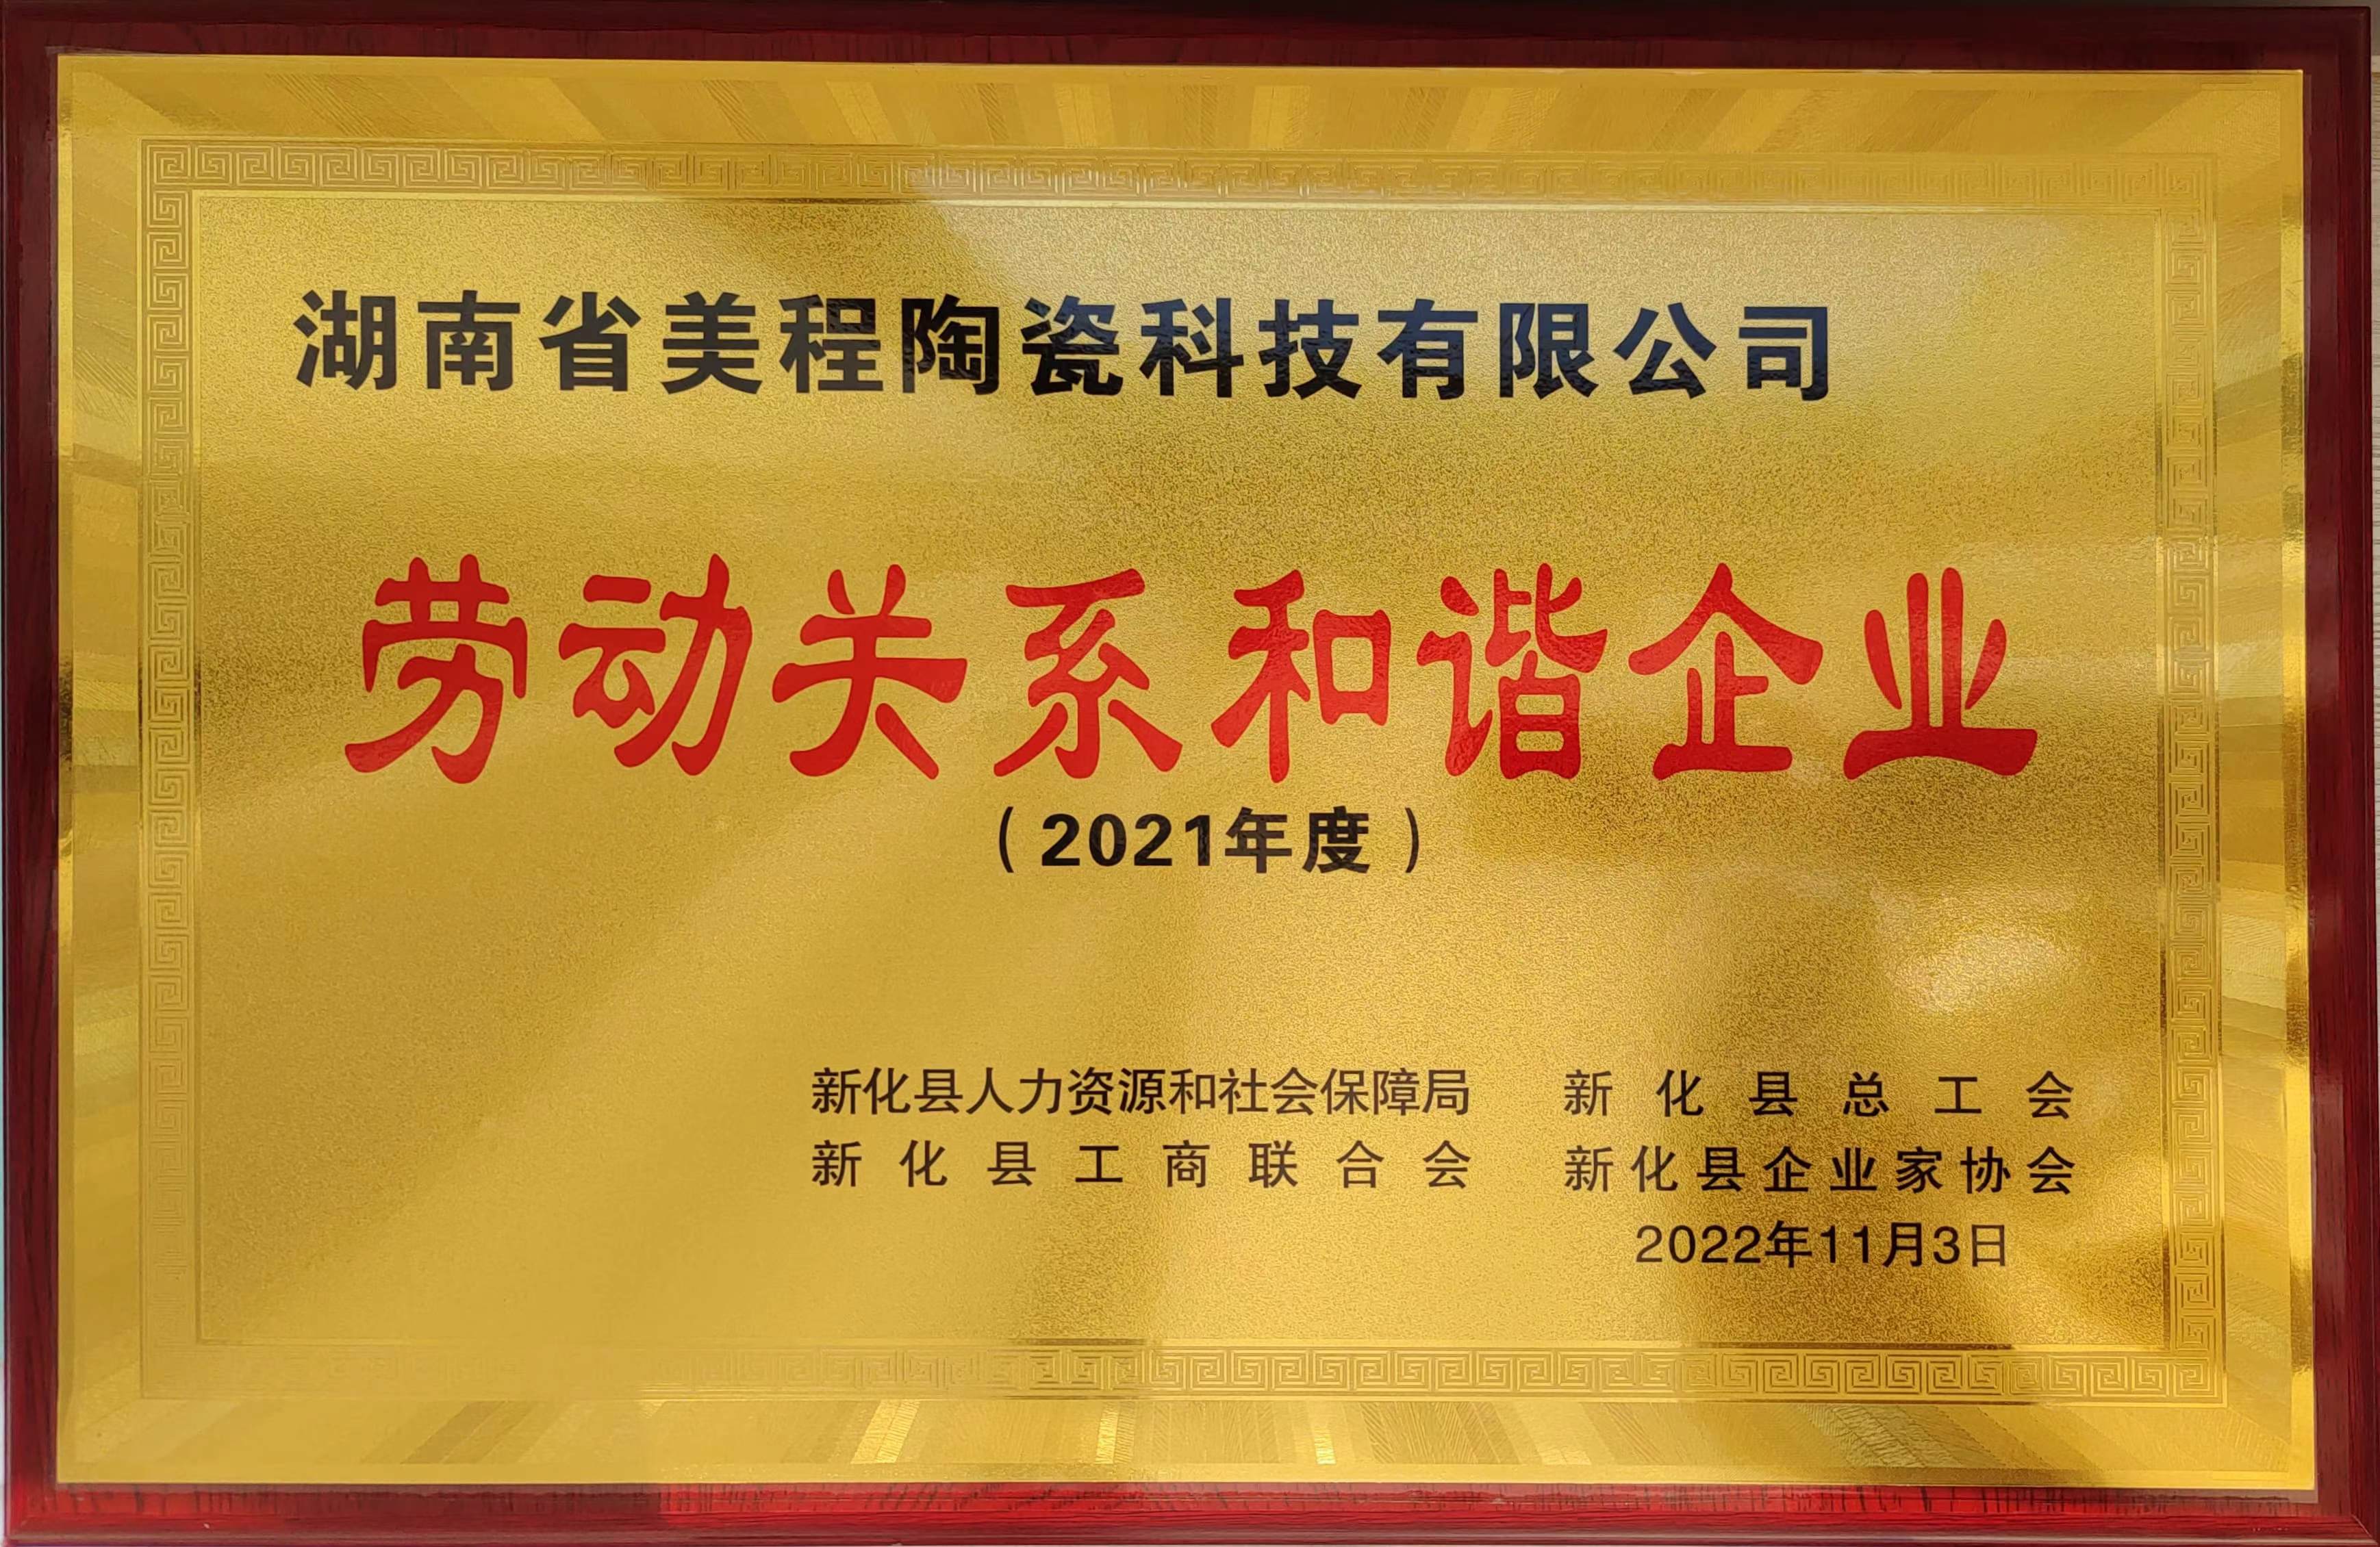 湖南省美程陶瓷科技有限公司
劳动关系和谐企业
（2021年度）
新化县人力资源和社会保障局 新化县总工会
新化县工商联合会 新化县企业家协会
2022年11月3日